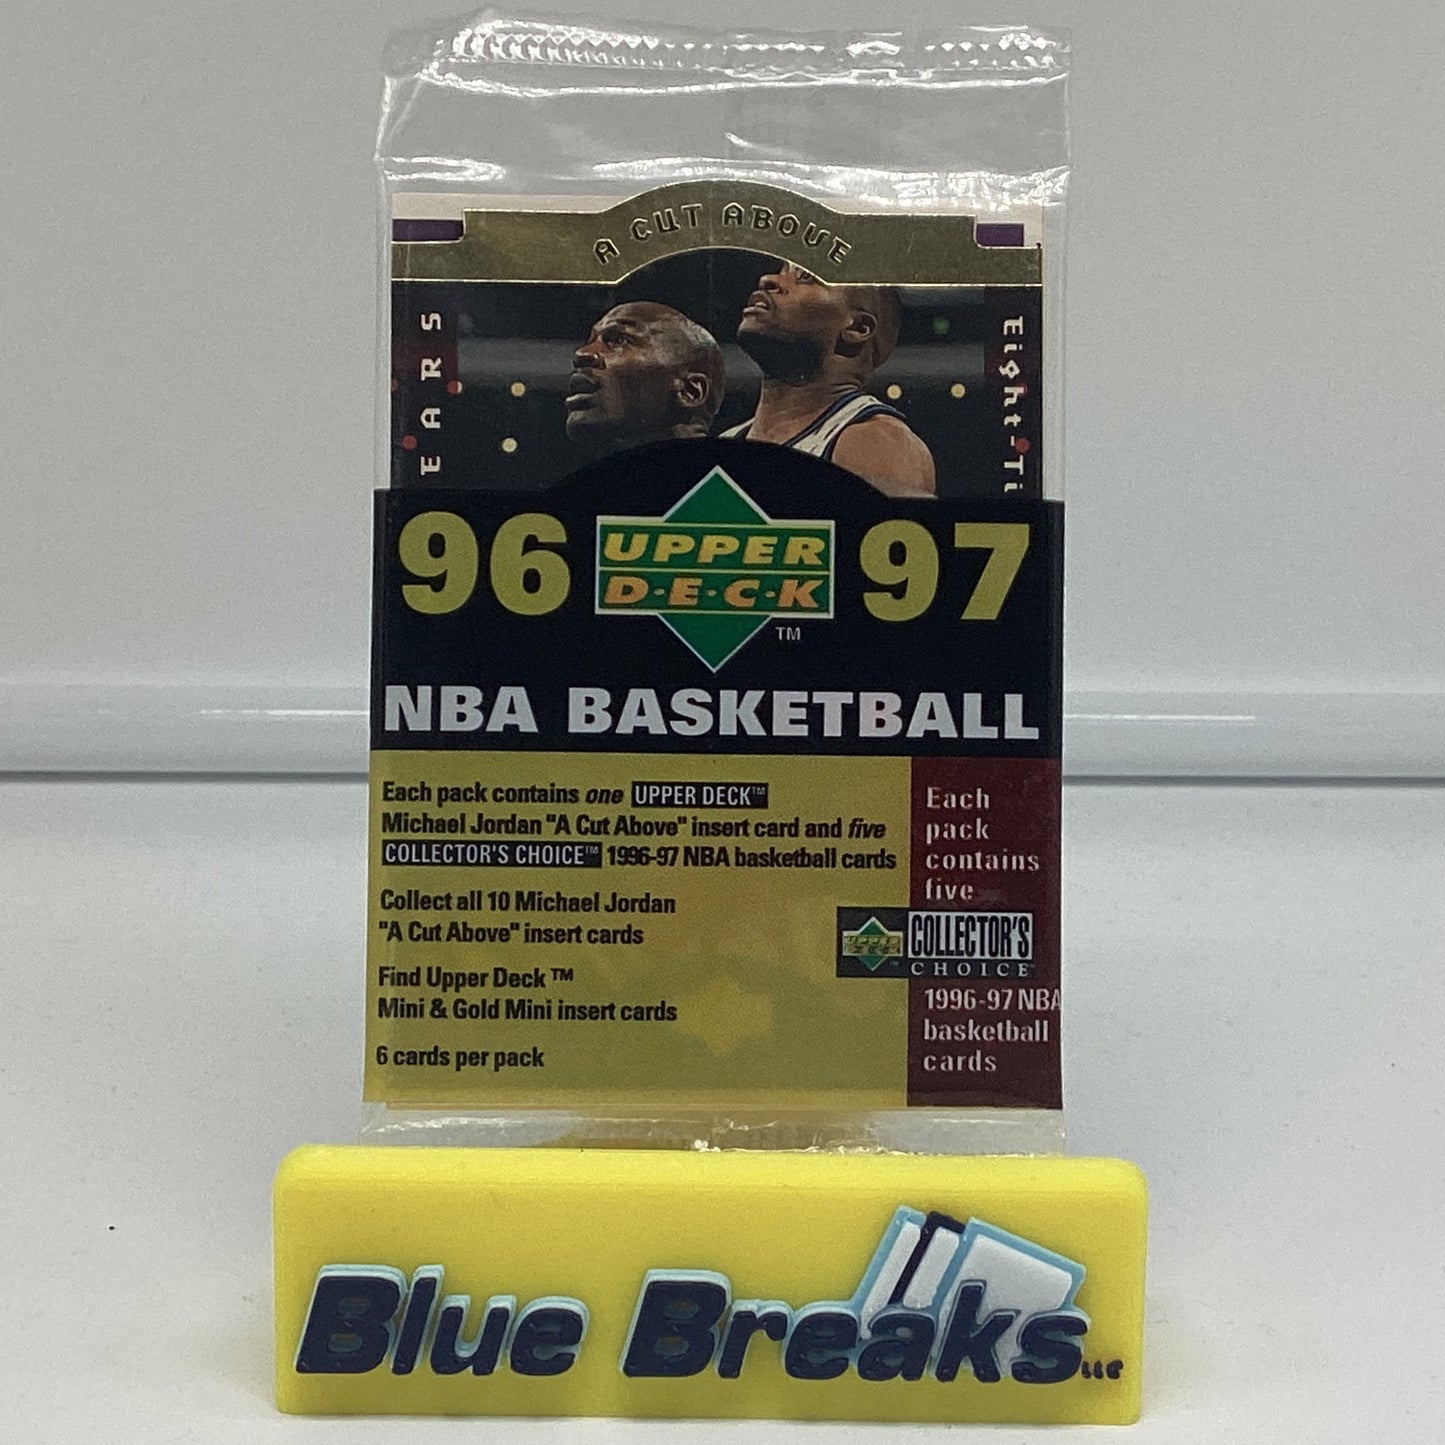 A CUT ABOVE
EARS
Eight-Ti
96 UPPER 97
D·E·C·K
TM
NBA BASKETBALL
Each pack contains one UPPER DECK™
Michael Jordan "A Cut Above" insert card and five
COLLECTOR'S CHOICE™ 1996-97 NBA basketball cards
Collect all 10 Michael Jordan
"A Cut Above" insert cards
Find Upper Deck™
Mini & Gold Mini insert cards
6 cards per pack
Each
pack
contains
five
UPPER DECK
COLLECTOR'S
CHOICE
1996-97 NBA
basketball
cards
Blue Breaks LLC